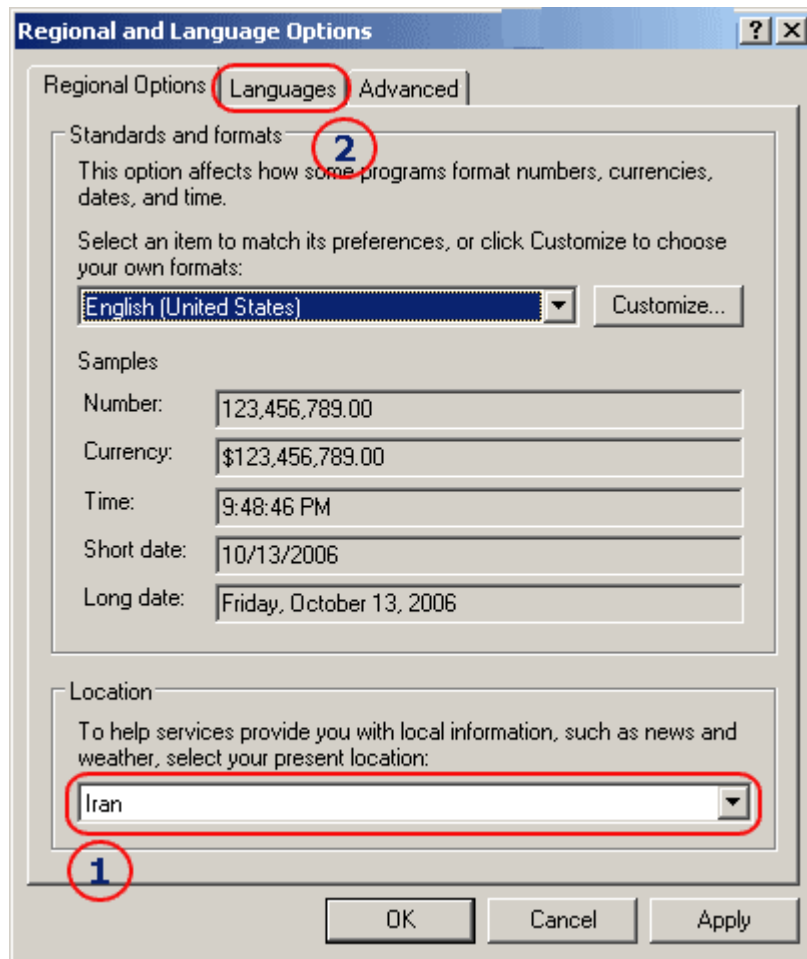 Regional and Language Options
Regional Options Languages Advanced
Standards and formats
2
This option affects how some programs format numbers, currencies,
dates, and time.
Select an item to match its preferences, or click Customize to choose
your own formats:
English (United States) Customize...
Samples
Number: 123,456,789.00
Currency: $123,456,789.00
Time: 9:48:46 PM
Short date: 10/13/2006
Long date: Friday, October 13, 2006
Location
To help services provide you with local information, such as news and
weather, select your present location:
Iran
1
OK Cancel Apply